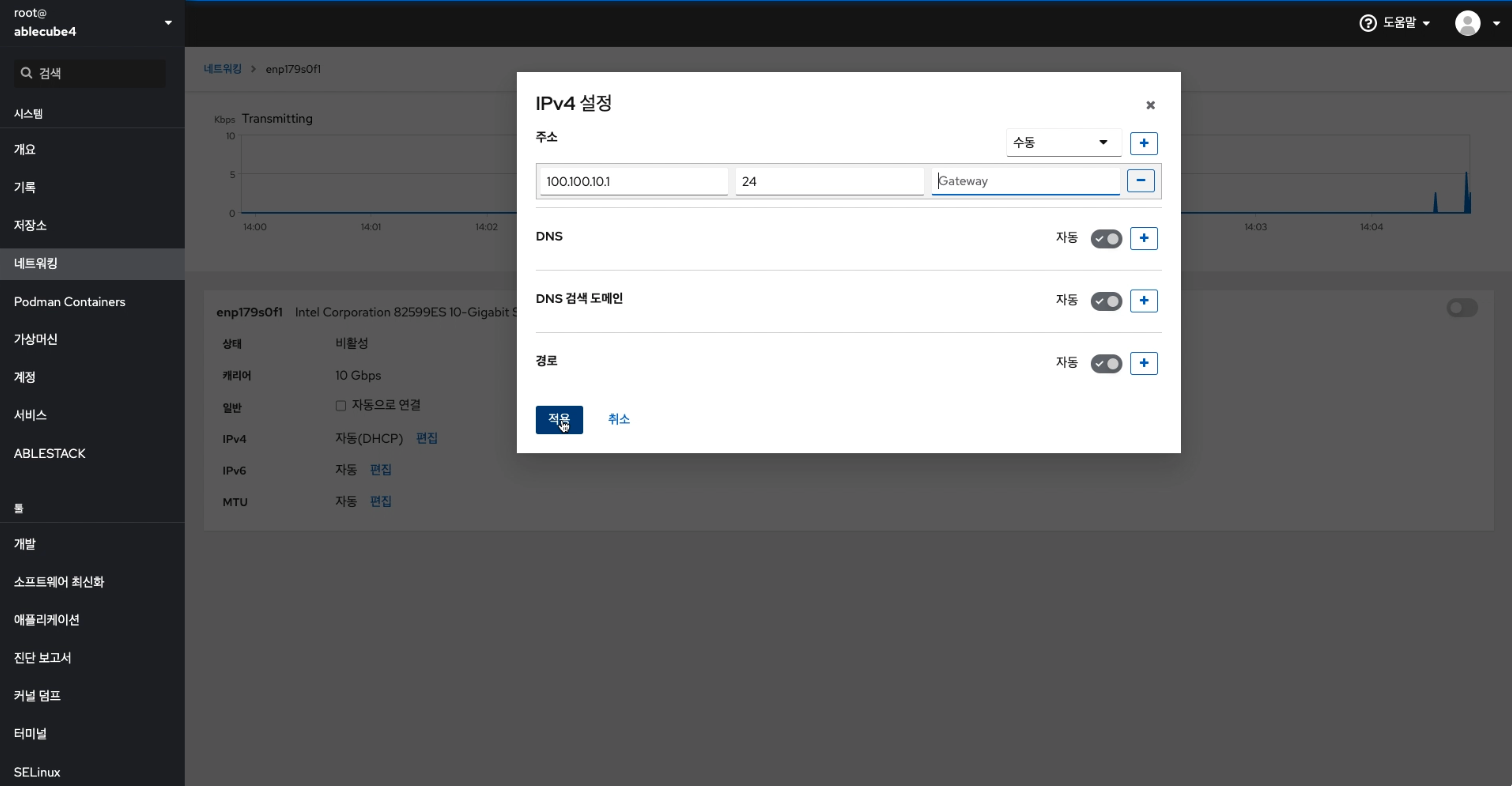 root@
ablecube4
도움말
검색
시스템
개요
기록
저장소
네트워킹
Podman Containers
가상머신
계정
서비스
ABLESTACK
툴
개발
소프트웨어 최신화
애플리케이션
진단 보고서
커널 덤프
터미널
SELinux
네트워킹 > enp179s0f1
Kbps Transmitting
10
5
0
14:00
14:01
14:02
14:03
14:04
enp179s0f1 Intel Corporation 82599ES 10-Gigabit
상태 비활성
캐리어 10 Gbps
일반 자동으로 연결
IPv4 자동(DHCP) 편집
IPv6 자동 편집
MTU 자동 편집
IPv4 설정
주소 수동
100.100.10.1 24 Gateway
DNS 자동
DNS 검색 도메인 자동
경로 자동
적용 취소